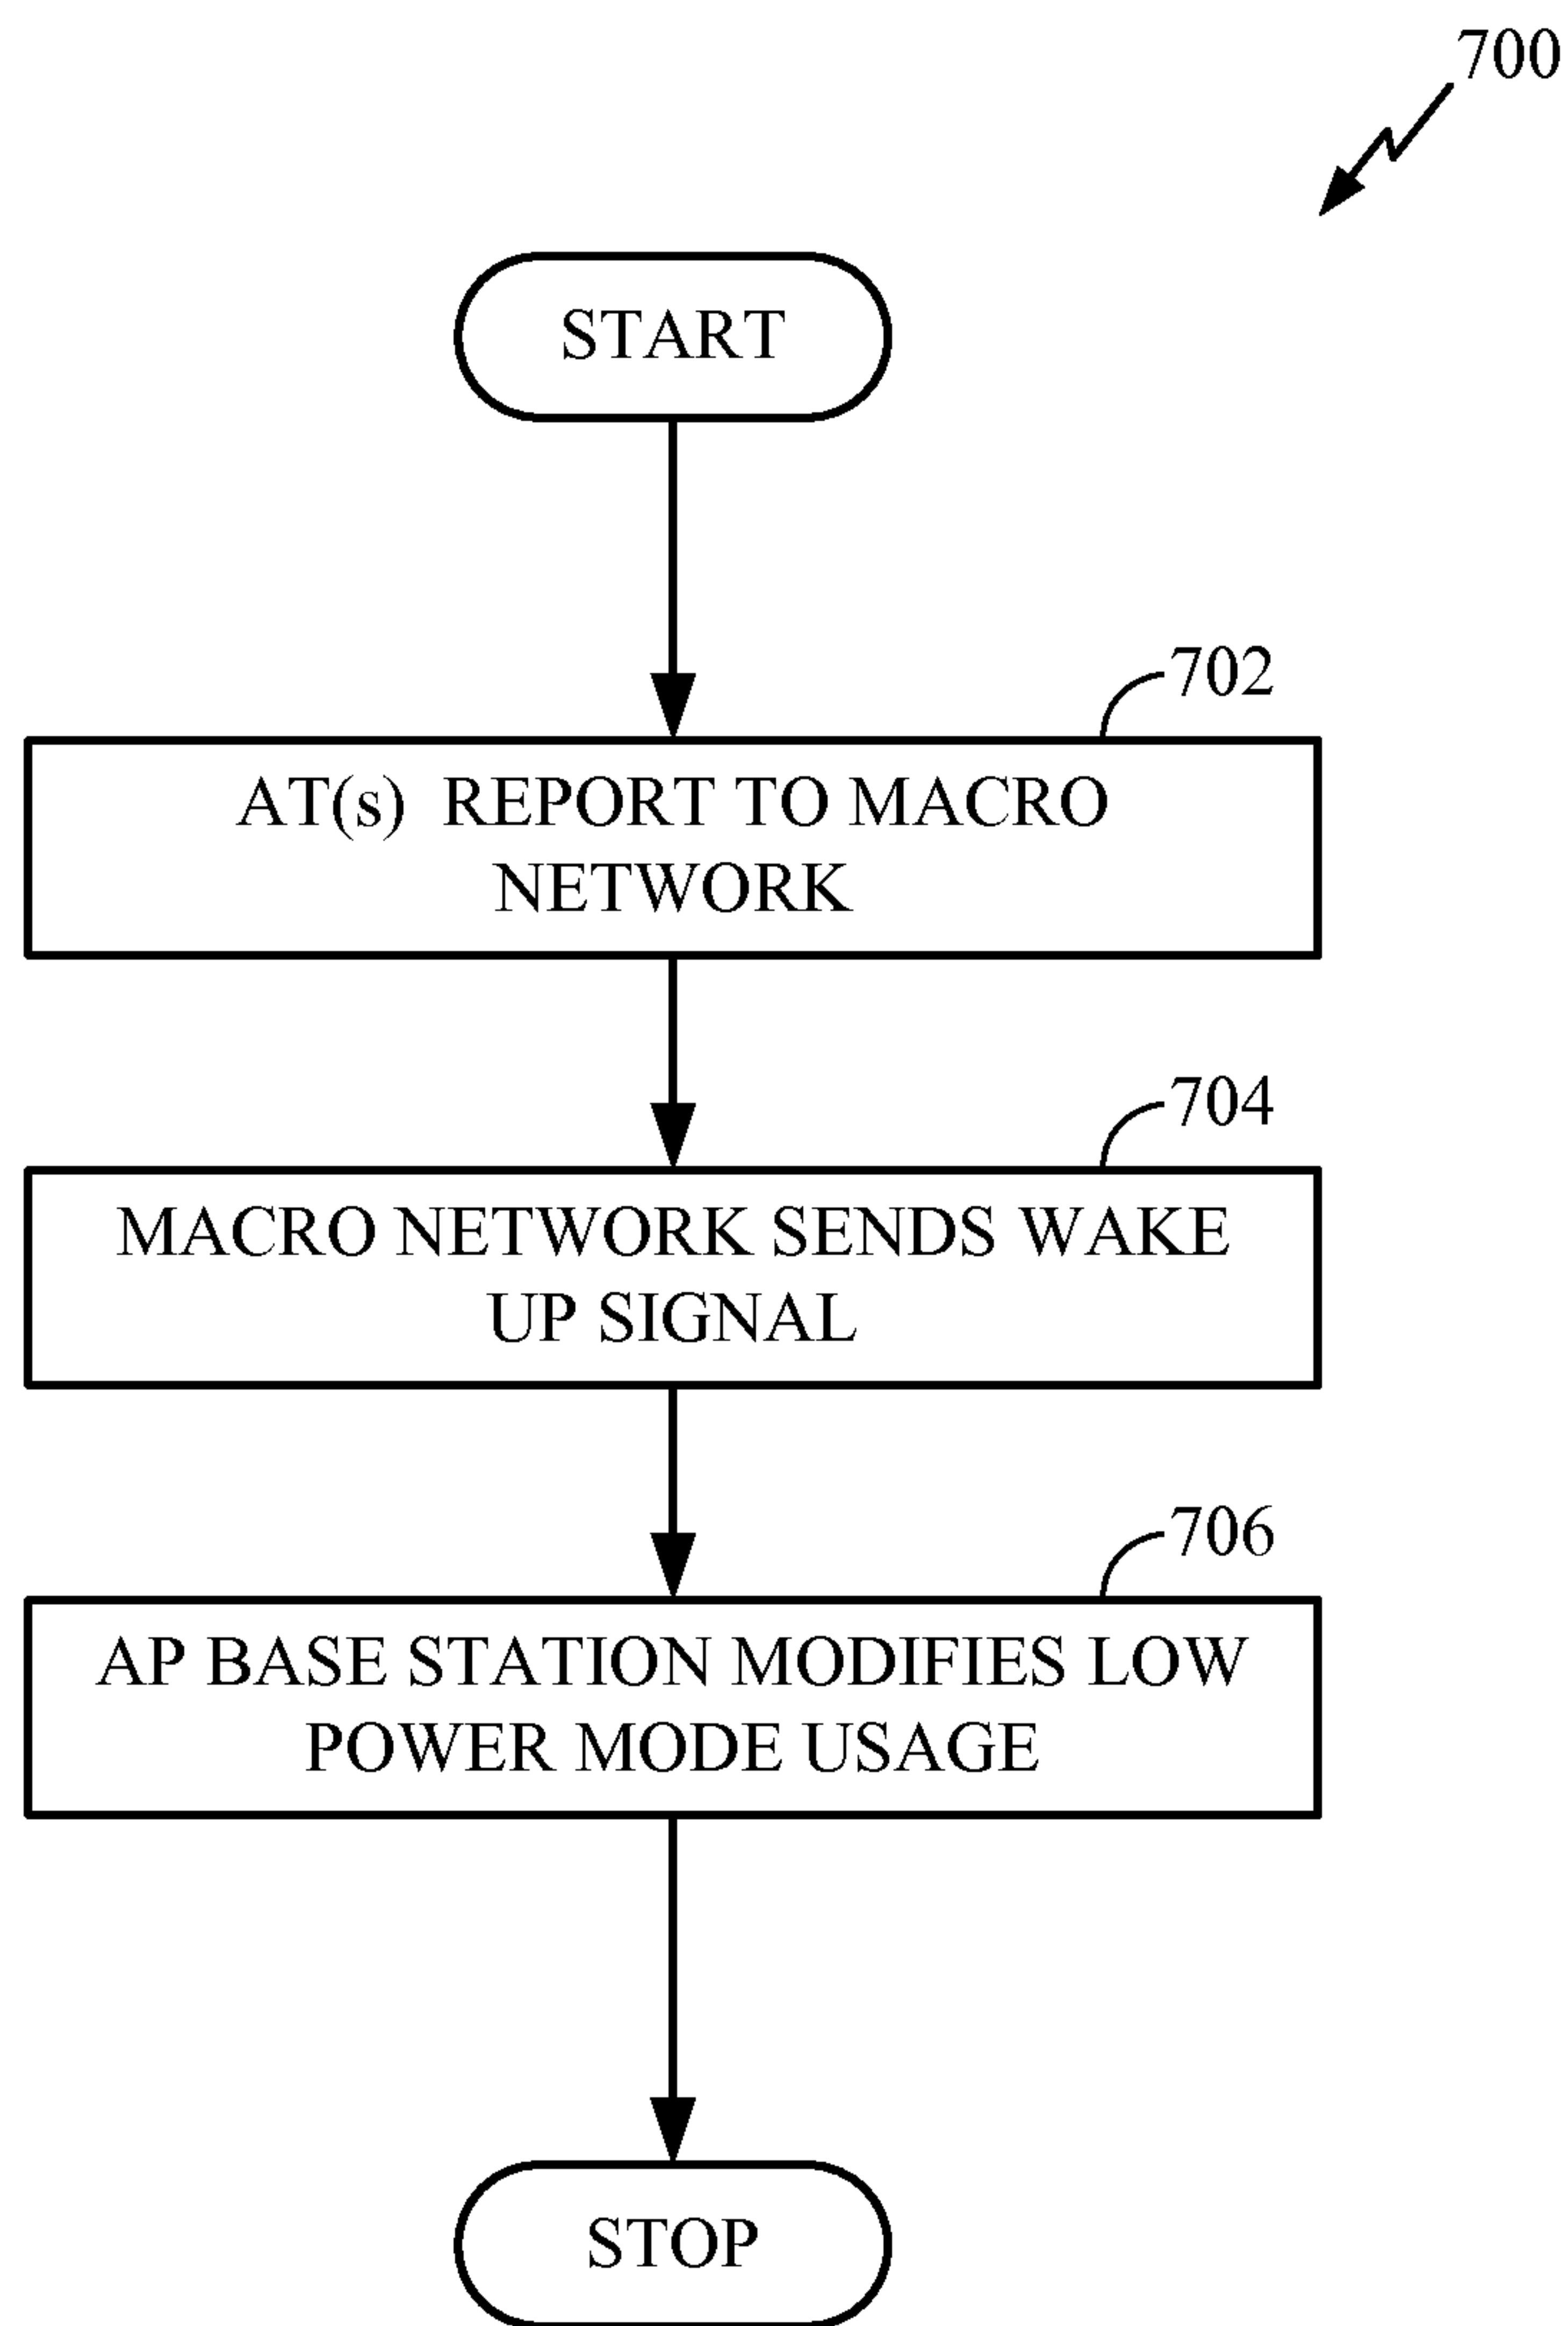 700
START
702
AT(s) REPORT TO MACRO
NETWORK
704
MACRO NETWORK SENDS WAKE
UP SIGNAL
706
AP BASE STATION MODIFIES LOW
POWER MODE USAGE
STOP